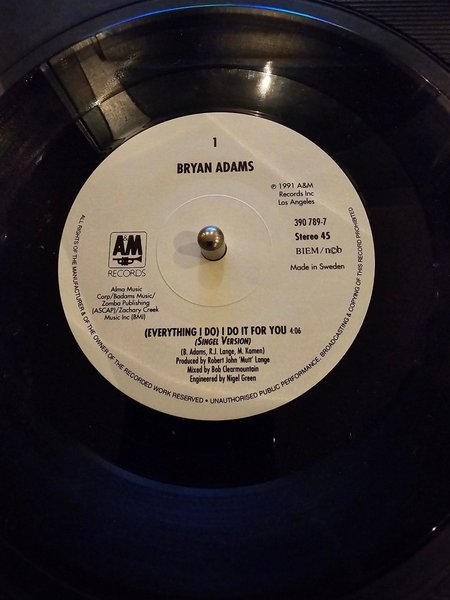 1
BRYAN ADAMS
℗ 1991 A&M
Records Inc
Los Angeles
390 789-7
Stereo 45
BIEM/n©b
Made in Sweden
A&M
RECORDS
Alma Music
Corp/Badams Music/
Zomba Publishing
(ASCAP)/Zachary Creek
Music Inc (BMI)
(EVERYTHING I DO) I DO IT FOR YOU 4:06
(SINGEL VERSION)
(B. Adams, R.J. Lange, M. Kamen)
Produced by Robert John 'Mutt' Lange
Mixed by Bob Clearmountain
Engineered by Nigel Green
ALL RIGHTS OF THE MANUFACTURER & OF THE OWNER OF THE RECORDED WORK RESERVED • UNAUTHORISED PUBLIC PERFORMANCE, BROADCASTING & COPYING OF THIS RECORD PROHIBITED